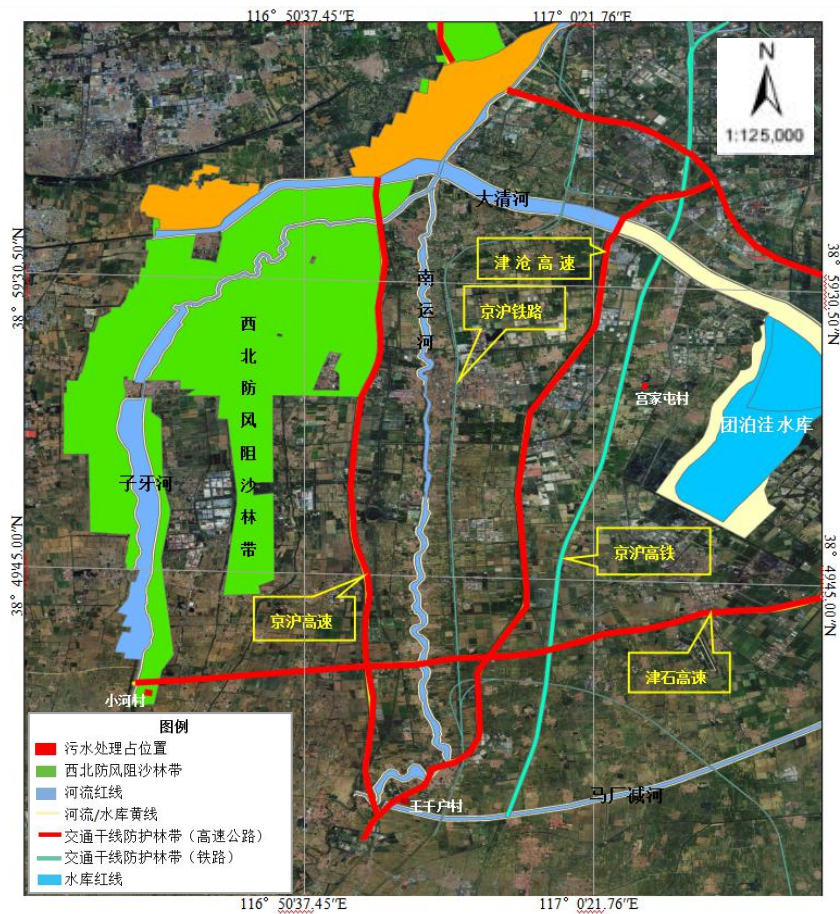 116° 50′37.45″E
117° 0′21.76″E
N
1:125,000
大清河
津沧高速
南运河
京沪铁路
38° 59′30.50″N
38° 59′30.50″N
西北防风阻沙林带
宫家屯村
团泊洼水库
子牙河
京沪高铁
38° 49′45.00″N
38° 49′45.00″N
京沪高速
津石高速
小河村
图例
污水处理占位置
西北防风阻沙林带
河流红线
河流/水库黄线
交通干线防护林带（高速公路）
交通干线防护林带（铁路）
水库红线
王千户村
马厂诚河
116° 50′37.45″E
117° 0′21.76″E